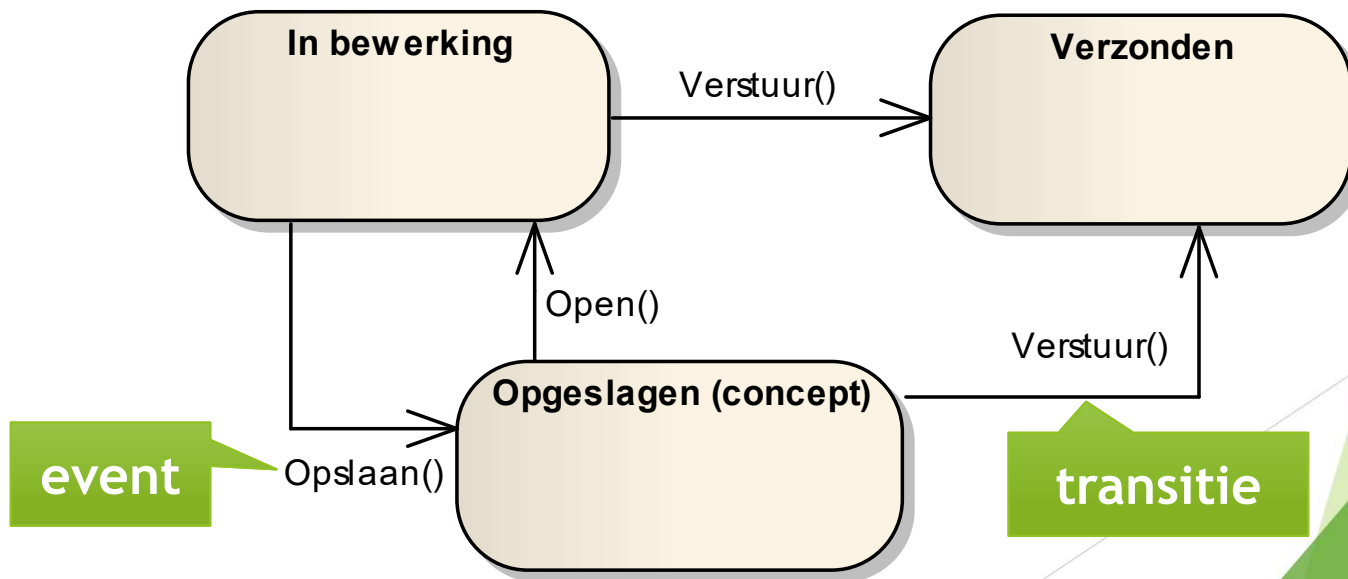 In bewerking
Verzonden
Verstuur()
Open()
Verstuur()
Opgeslagen (concept)
event
Opslaan()
transitie